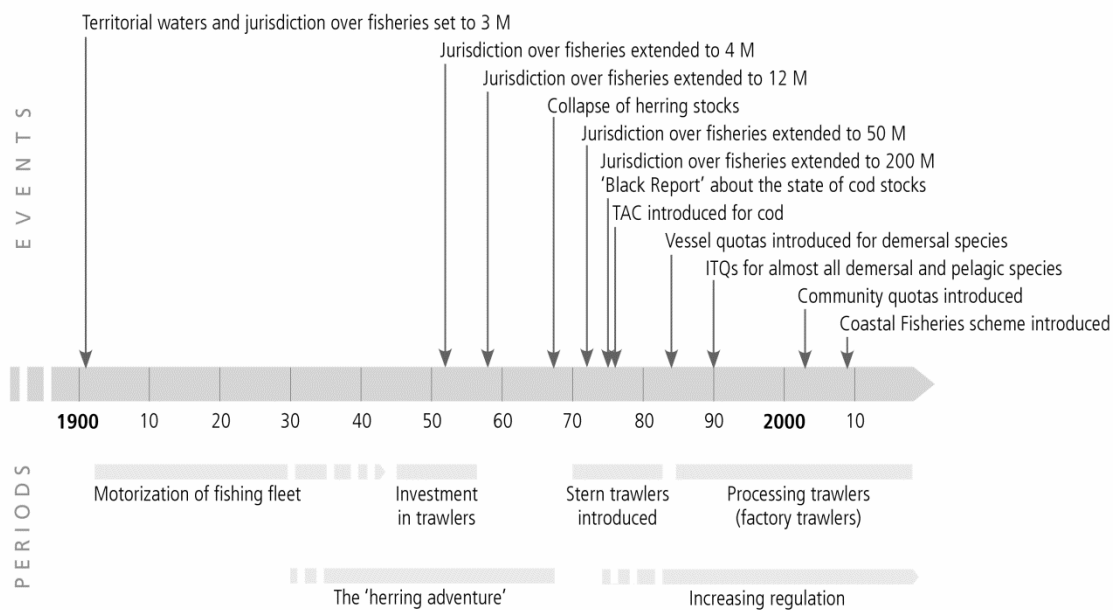 Territorial waters and jurisdiction over fisheries set to 3 M
Jurisdiction over fisheries extended to 4 M
Jurisdiction over fisheries extended to 12 M
Collapse of herring stocks
Jurisdiction over fisheries extended to 50 M
Jurisdiction over fisheries extended to 200 M
'Black Report' about the state of cod stocks
TAC introduced for cod
Vessel quotas introduced for demersal species
ITQs for almost all demersal and pelagic species
Community quotas introduced
Coastal Fisheries scheme introduced
EVENTS
1900 10 20 30 40 50 60 70 80 90 2000 10
PERIODS
Motorization of fishing fleet
Investment
in trawlers
Stern trawlers
introduced
Processing trawlers
(factory trawlers)
The 'herring adventure'
Increasing regulation